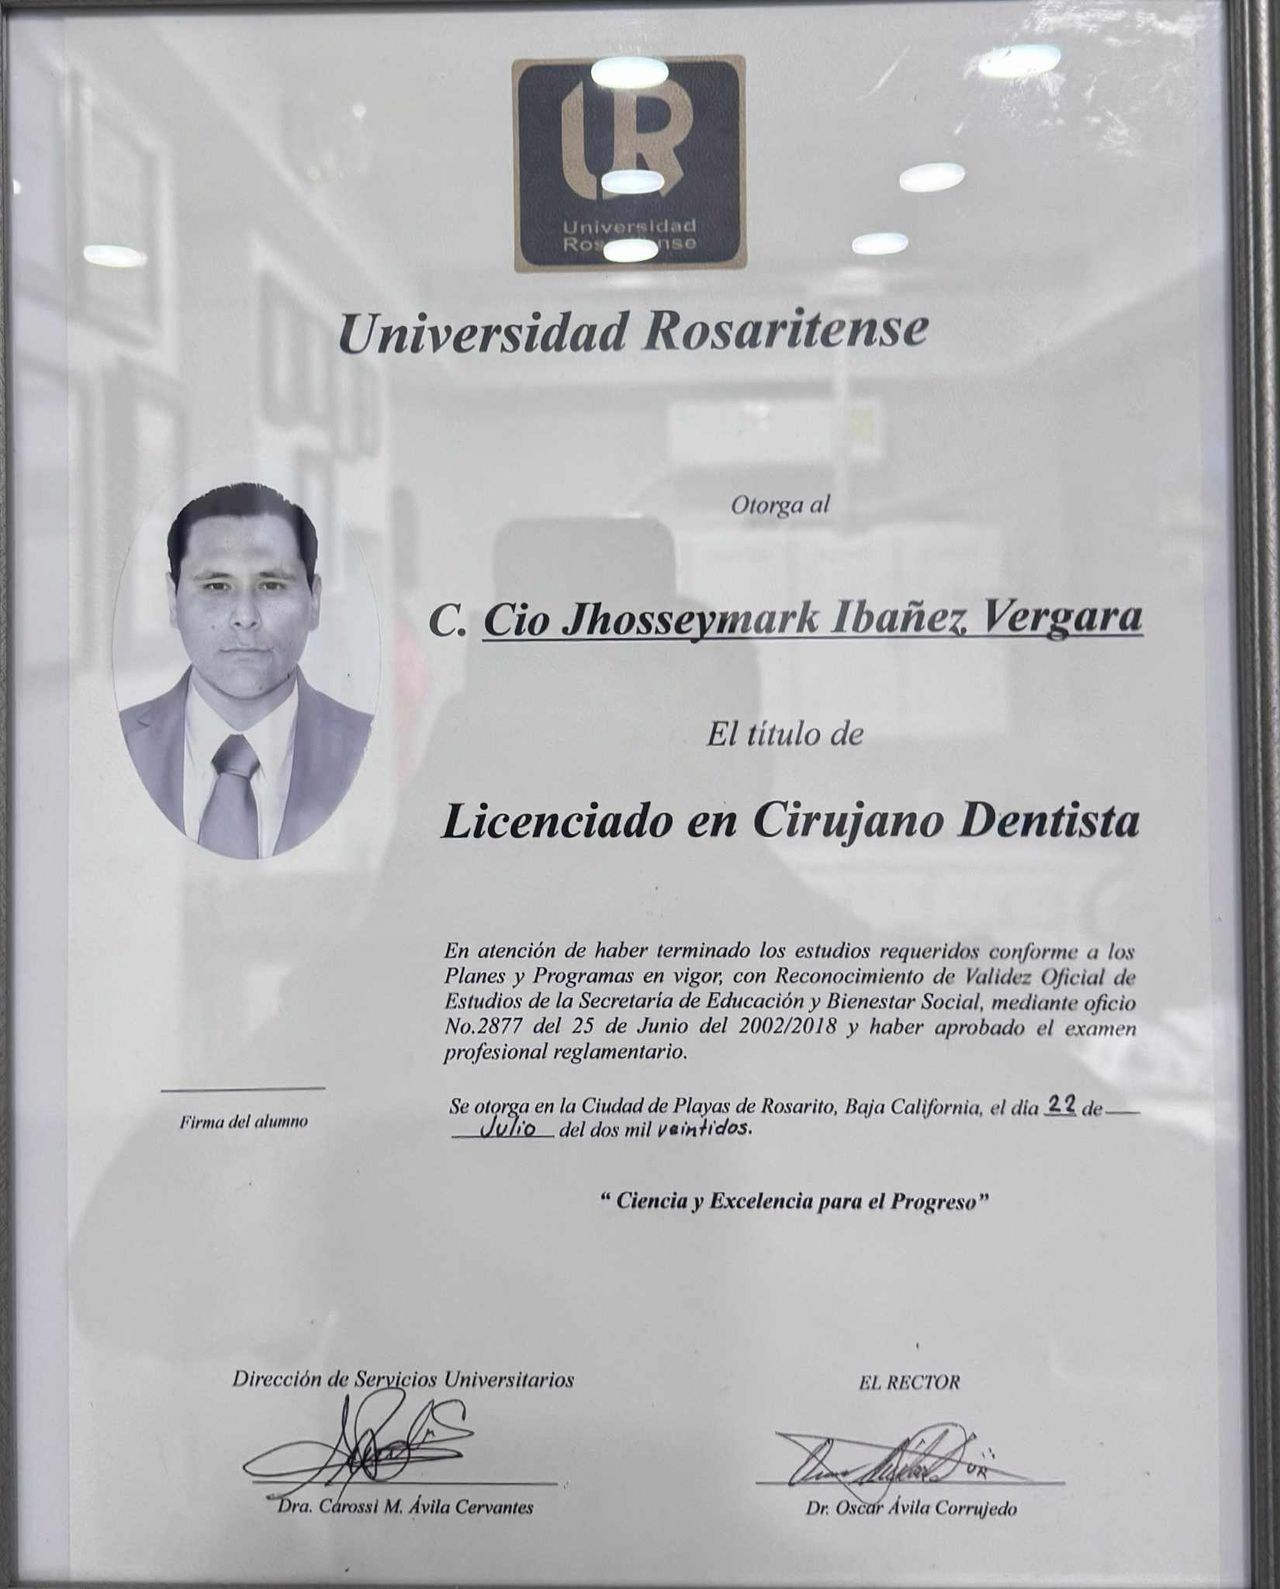 UR
Universidad
Rosaritense
Universidad Rosaritense
Otorga al
C. Cio Jhosseymark Ibañez Vergara
El título de
Licenciado en Cirujano Dentista
En atención de haber terminado los estudios requeridos conforme a los
Planes y Programas en vigor, con Reconocimiento de Validez Oficial de
Estudios de la Secretaría de Educación y Bienestar Social, mediante oficio
No.2877 del 25 de Junio del 2002/2018 y haber aprobado el examen
profesional reglamentario.
Firma del alumno
Se otorga en la Ciudad de Playas de Rosarito, Baja California, el día 22 de
Julio del dos mil veintidos.
“ Ciencia y Excelencia para el Progreso”
Dirección de Servicios Universitarios
Dra. Carossi M. Ávila Cervantes
EL RECTOR
UR
Dr. Oscar Ávila Corrujedo